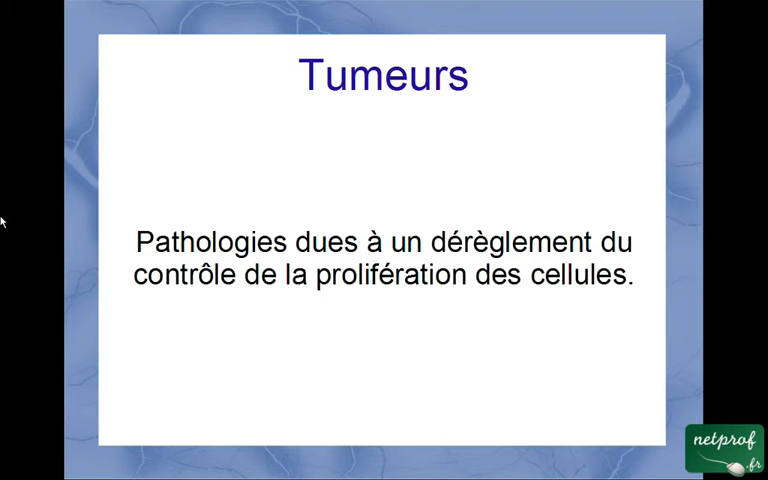 Tumeurs
Pathologies dues à un dérèglement du
contrôle de la prolifération des cellules.
netprof
.fr